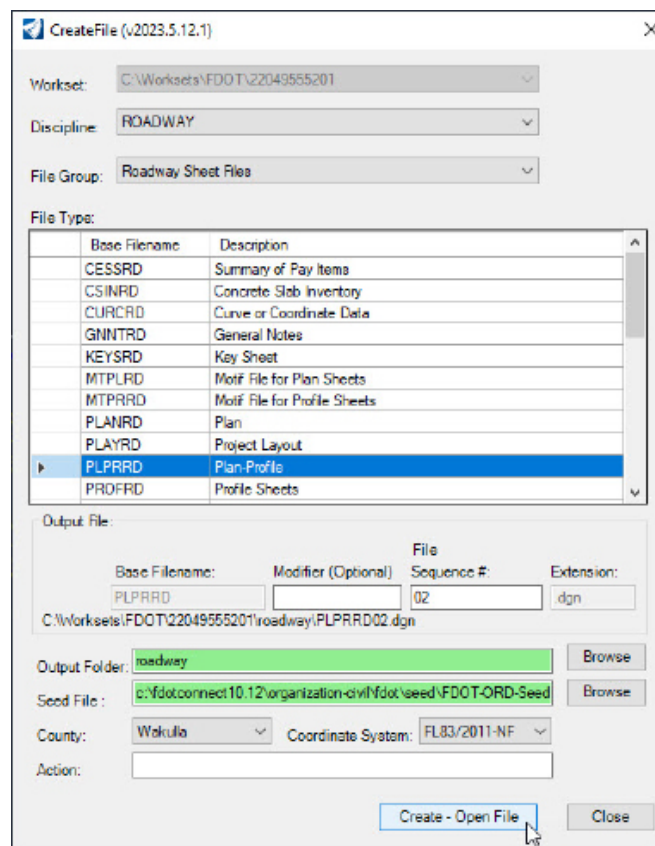 CreateFile (v2023.5.12.1)
Workset: C:\Worksets\FDOT\22049555201
Discipline: ROADWAY
File Group: Roadway Sheet Files
File Type:
Base Filename Description
CESSRD Summary of Pay Items
CSINRD Concrete Slab Inventory
CURCRD Curve or Coordinate Data
GNNTRD General Notes
KEYSRD Key Sheet
MTPLRD Motif File for Plan Sheets
MTPRRD Motif File for Profile Sheets
PLANRD Plan
PLAYRD Project Layout
PLPRRD Plan-Profile
PROFRD Profile Sheets
Output File:
File
Base Filename: Modifier (Optional) Sequence #: Extension:
PLPRRD 02 .dgn
C:\Worksets\FDOT\22049555201\roadway\PLPRRD02.dgn
Output Folder: roadway Browse
Seed File : c:\fdotconnect10.12\organization-civil\fdot\seed\FDOT-ORD-Seed Browse
County: Wakulla Coordinate System: FL83/2011-NF
Action:
Create - Open File Close